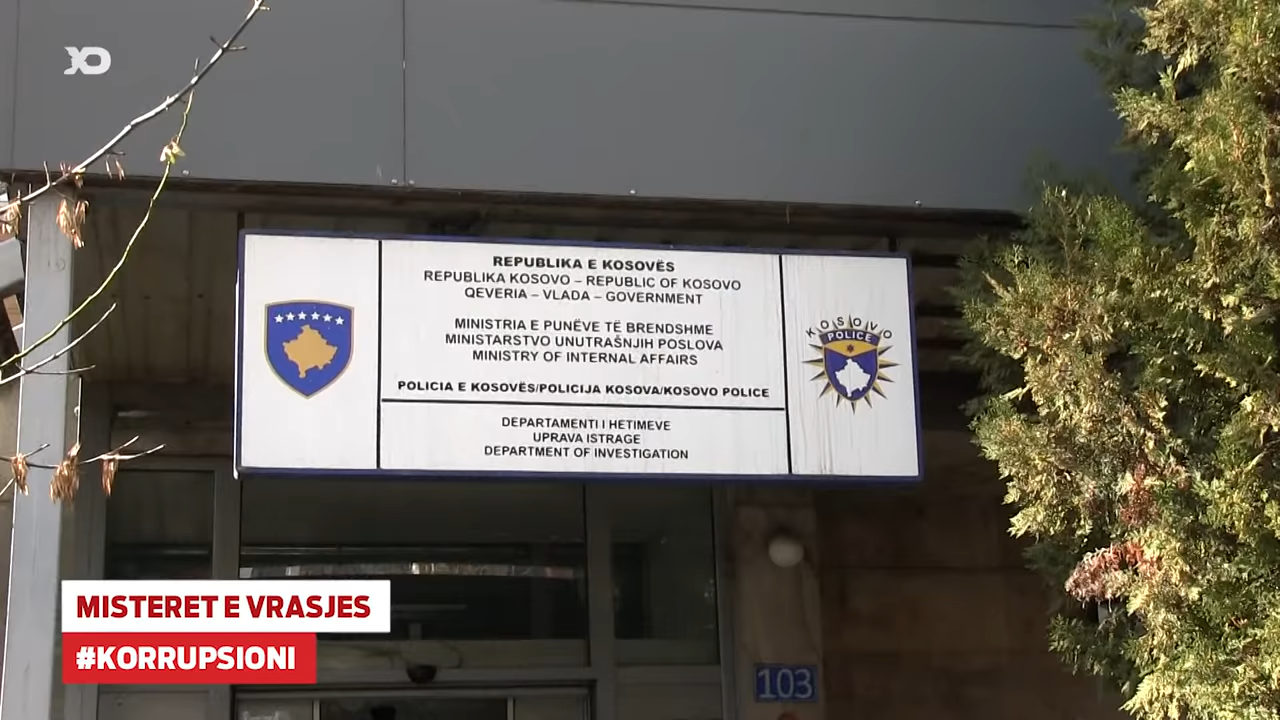 XD
REPUBLIKA E KOSOVËS
REPUBLIKA KOSOVO – REPUBLIC OF KOSOVO
QEVERIA – VLADA – GOVERNMENT
MINISTRIA E PUNËVE TË BRENDSHME
MINISTARSTVO UNUTRAŠNJIH POSLOVA
MINISTRY OF INTERNAL AFFAIRS
POLICIA E KOSOVËS/POLICIJA KOSOVA/KOSOVO POLICE
DEPARTAMENTI I HETIMEVE
UPRAVA ISTRAGE
DEPARTMENT OF INVESTIGATION
KOSOVO
POLICE
MISTERET E VRASJES
#KORRUPSIONI
103